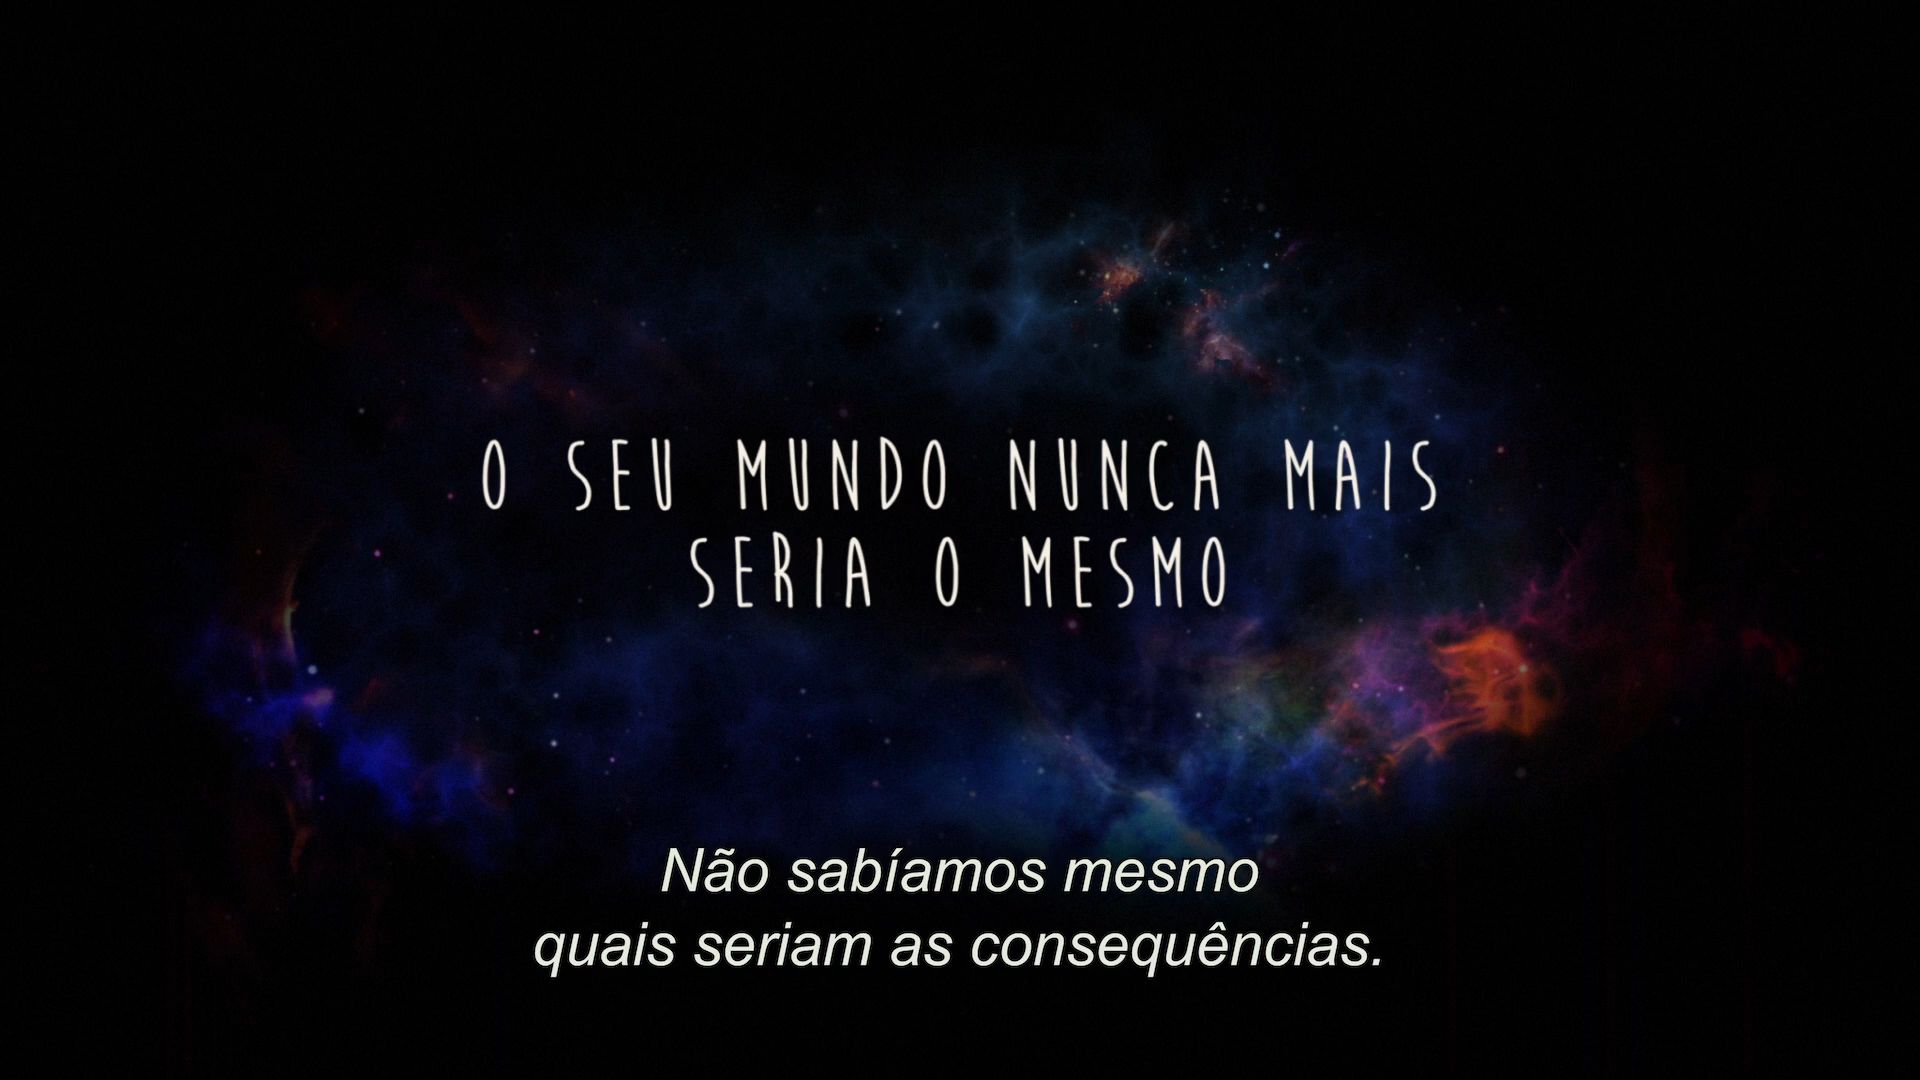 O SEU MUNDO NUNCA MAIS
SERIA O MESMO
Não sabíamos mesmo
quais seriam as consequências.